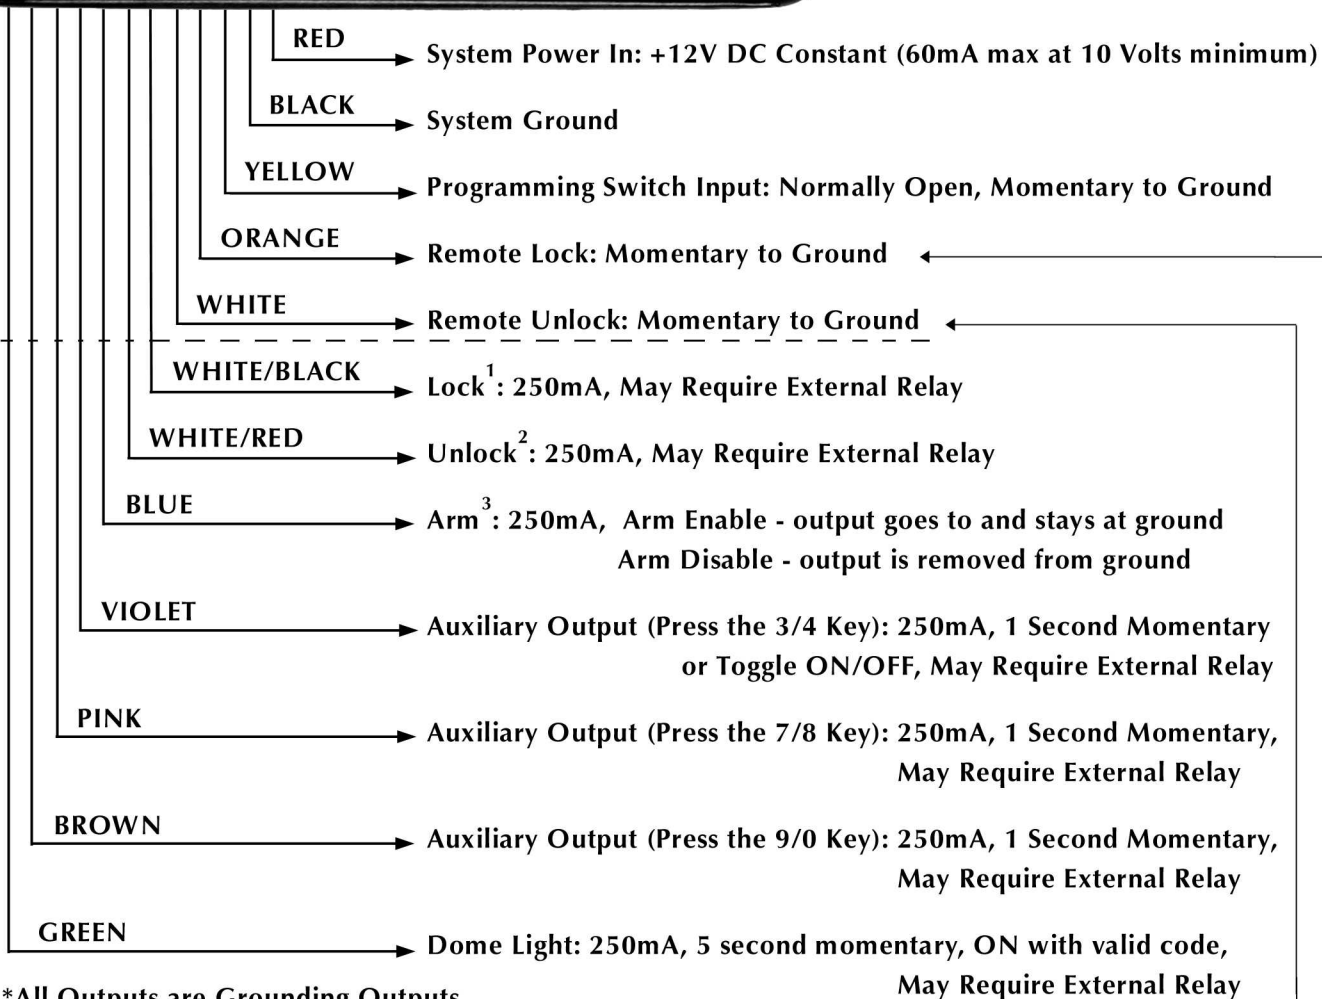 RED
System Power In: +12V DC Constant (60mA max at 10 Volts minimum)
BLACK
System Ground
YELLOW
Programming Switch Input: Normally Open, Momentary to Ground
ORANGE
Remote Lock: Momentary to Ground
WHITE
Remote Unlock: Momentary to Ground
WHITE/BLACK
Lock¹: 250mA, May Require External Relay
WHITE/RED
Unlock²: 250mA, May Require External Relay
BLUE
Arm³: 250mA, Arm Enable - output goes to and stays at ground
Arm Disable - output is removed from ground
VIOLET
Auxiliary Output (Press the 3/4 Key): 250mA, 1 Second Momentary
or Toggle ON/OFF, May Require External Relay
PINK
Auxiliary Output (Press the 7/8 Key): 250mA, 1 Second Momentary,
May Require External Relay
BROWN
Auxiliary Output (Press the 9/0 Key): 250mA, 1 Second Momentary,
May Require External Relay
GREEN
Dome Light: 250mA, 5 second momentary, ON with valid code,
May Require External Relay
*All Outputs are Grounding Outputs